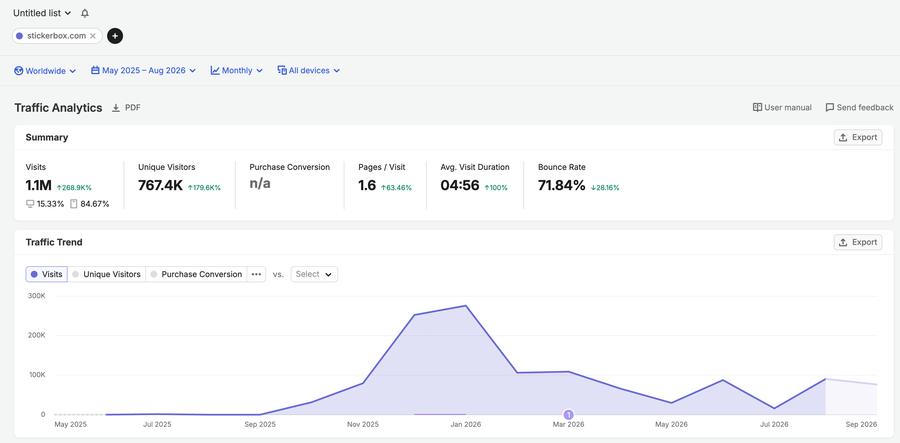 Untitled list
stickerbox.com
Worldwide May 2025 – Aug 2026 Monthly All devices
Traffic Analytics PDF User manual Send feedback
Summary Export
Visits Unique Visitors Purchase Conversion Pages / Visit Avg. Visit Duration Bounce Rate
1.1M ↑268.9K% 767.4K ↑179.6K% n/a 1.6 ↑63.46% 04:56 ↑100% 71.84% ↓28.16%
15.33% 84.67%
Traffic Trend Export
Visits Unique Visitors Purchase Conversion ••• vs. Select
300K
200K
100K
0
1
May 2025 Jul 2025 Sep 2025 Nov 2025 Jan 2026 Mar 2026 May 2026 Jul 2026 Sep 2026